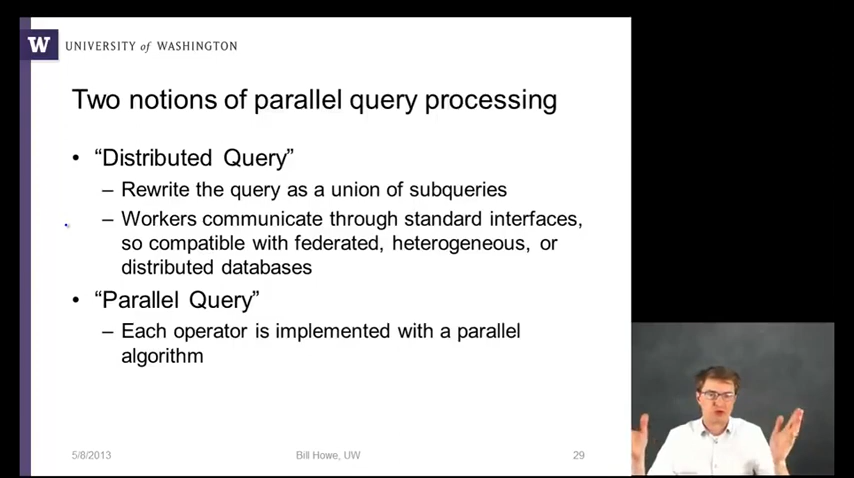 W UNIVERSITY of WASHINGTON
Two notions of parallel query processing
• “Distributed Query”
– Rewrite the query as a union of subqueries
– Workers communicate through standard interfaces,
so compatible with federated, heterogeneous, or
distributed databases
• “Parallel Query”
– Each operator is implemented with a parallel
algorithm
5/8/2013 Bill Howe, UW 29